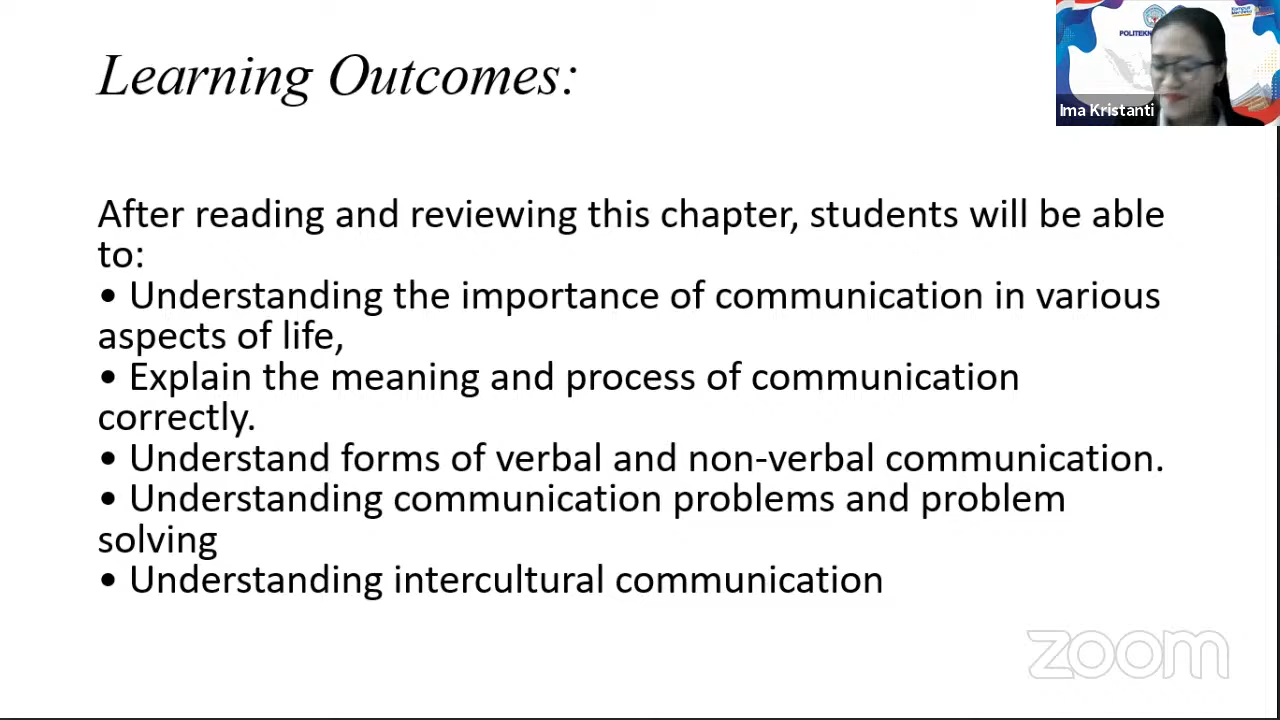 Learning Outcomes:
After reading and reviewing this chapter, students will be able
to:
• Understanding the importance of communication in various
aspects of life,
• Explain the meaning and process of communication
correctly.
• Understand forms of verbal and non-verbal communication.
• Understanding communication problems and problem
solving
• Understanding intercultural communication
Ima Kristanti
zoom